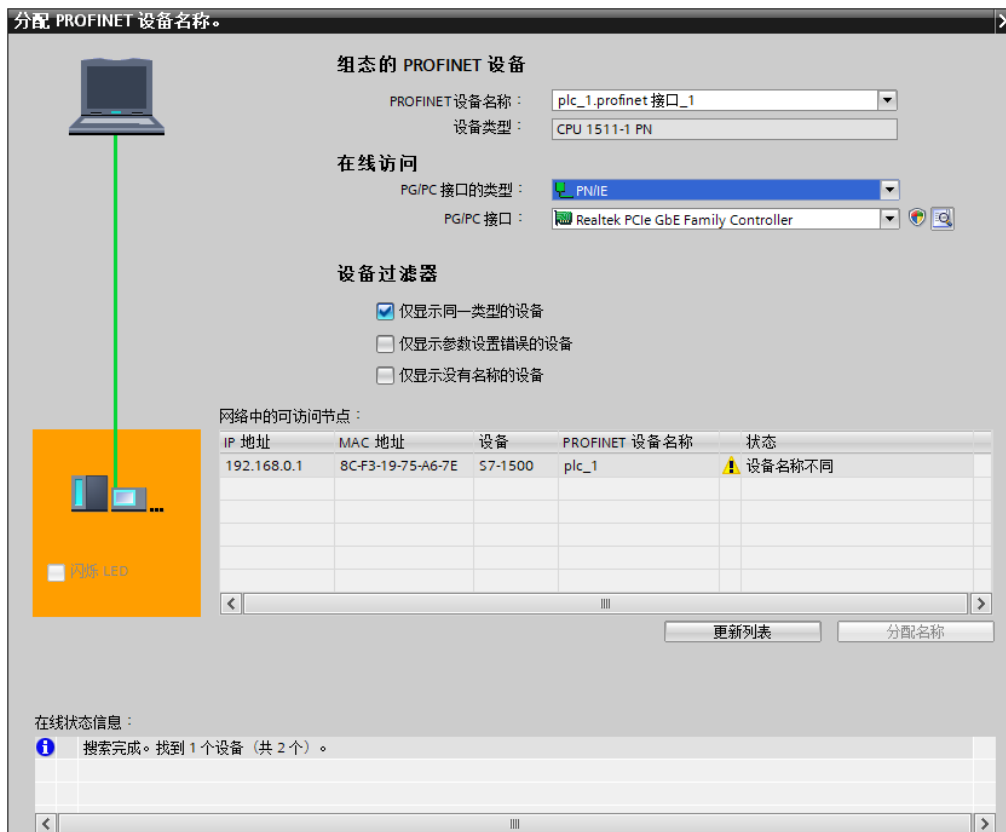 分配 PROFINET 设备名称。
组态的 PROFINET 设备
PROFINET设备名称： plc_1.profinet 接口_1
设备类型： CPU 1511-1 PN
在线访问
PG/PC 接口的类型： PN/IE
PG/PC 接口： Realtek PCIe GbE Family Controller
设备过滤器
仅显示同一类型的设备
仅显示参数设置错误的设备
仅显示没有名称的设备
网络中的可访问节点：
IP 地址 MAC 地址 设备 PROFINET 设备名称 状态
192.168.0.1 8C-F3-19-75-A6-7E S7-1500 plc_1 设备名称不同
闪烁 LED
更新列表 分配名称
在线状态信息：
搜索完成。找到 1 个设备（共 2 个）。